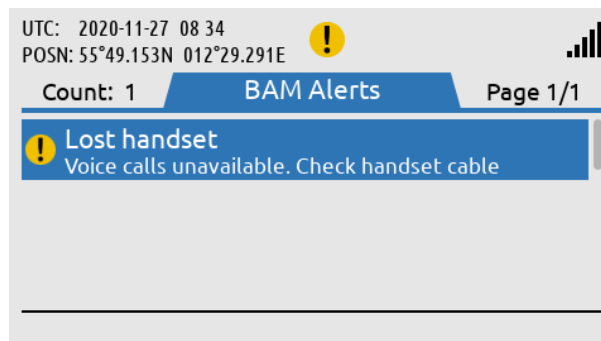 UTC: 2020-11-27 08 34
POSN: 55°49.153N 012°29.291E
Count: 1 BAM Alerts Page 1/1
Lost handset
Voice calls unavailable. Check handset cable